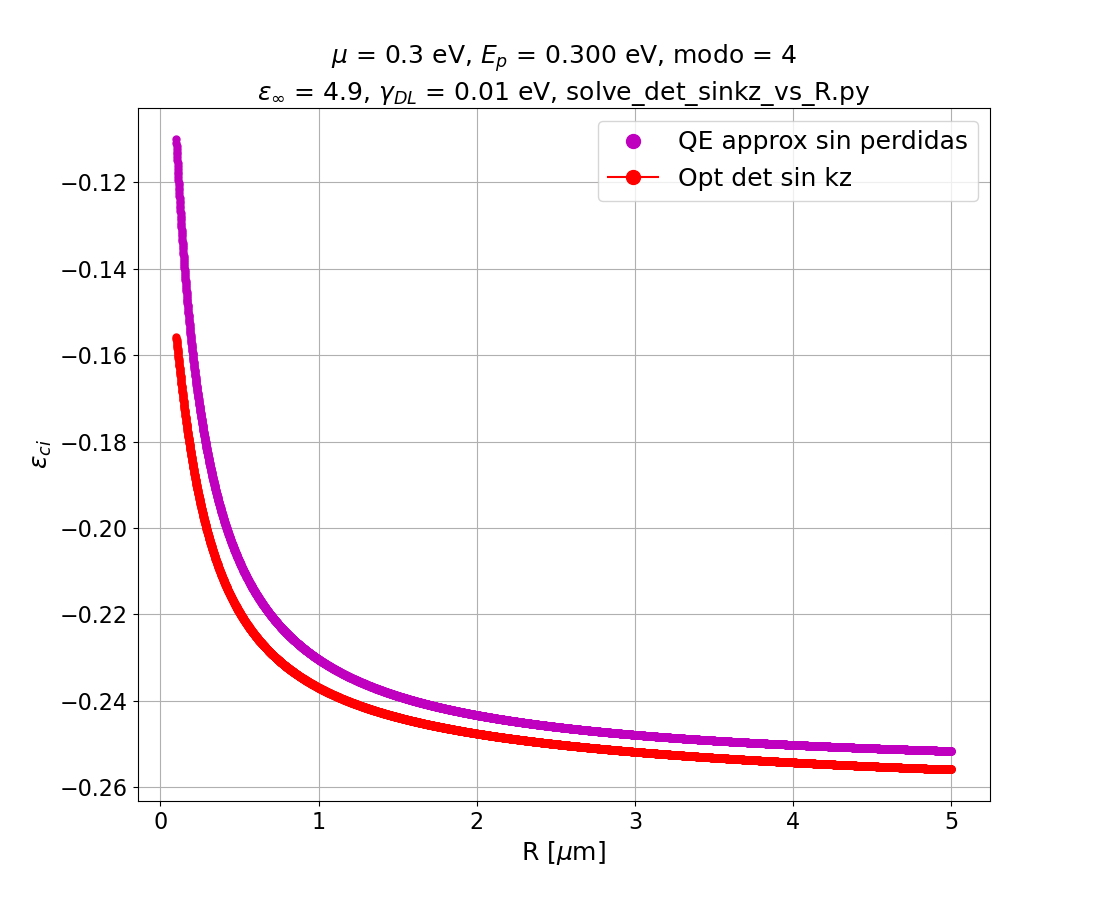 μ = 0.3 eV, E_p = 0.300 eV, modo = 4
ε_∞ = 4.9, γ_DL = 0.01 eV, solve_det_sinkz_vs_R.py
QE approx sin perdidas
Opt det sin kz
−0.12
−0.14
−0.16
−0.18
−0.20
−0.22
−0.24
−0.26
ε_ci
0 1 2 3 4 5
R [μm]